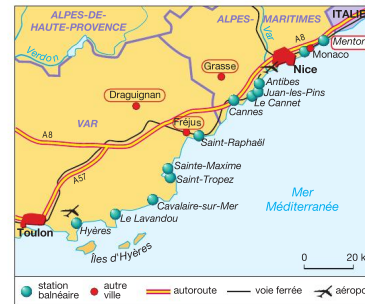 ALPES-DE-
HAUTE-PROVENCE
ALPES-
MARITIMES
ITALIE
Verdon
Var
A8
Menton
Monaco
Nice
Grasse
Antibes
Juan-les-Pins
Le Cannet
Cannes
Draguignan
VAR
Fréjus
A8
Saint-Raphaël
A57
Sainte-Maxime
Saint-Tropez
Mer
Méditerranée
Cavalaire-sur-Mer
Le Lavandou
Toulon
Hyères
Îles d'Hyères
0 20 k
station
balnéaire
autre
ville
autoroute
voie ferrée
aéropo